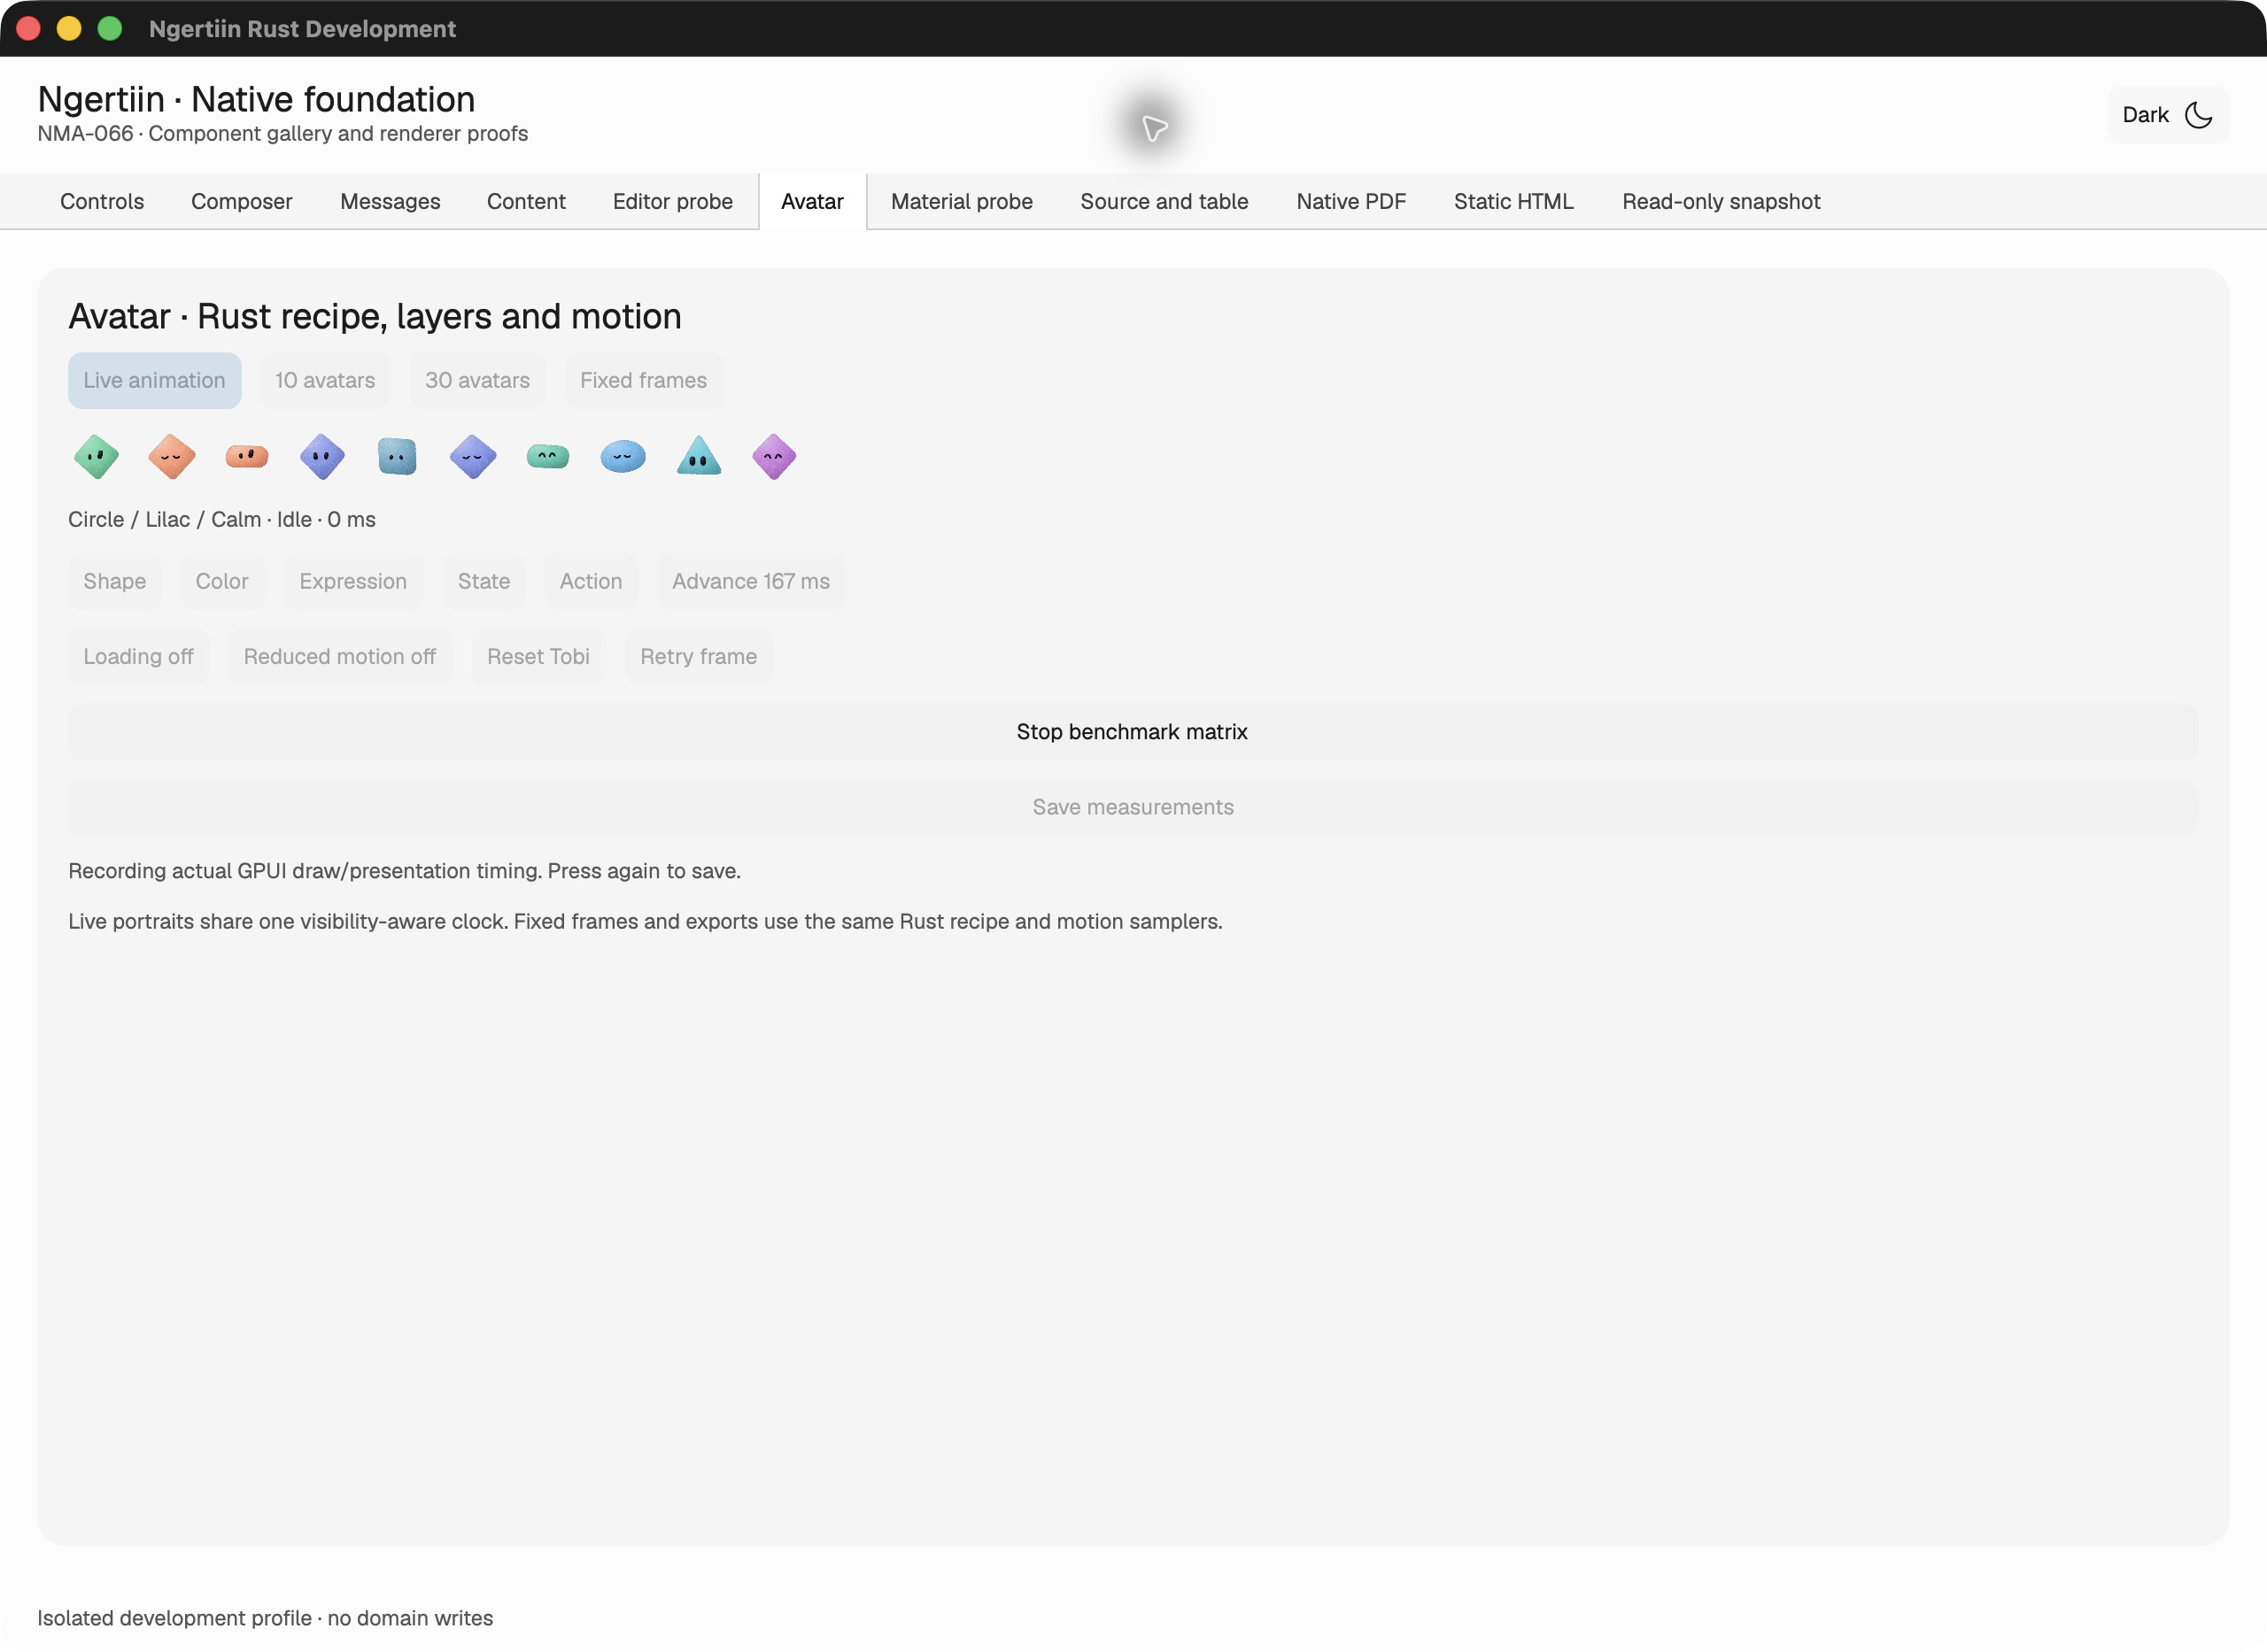 Ngertiin Rust Development
Ngertiin · Native foundation
NMA-066 · Component gallery and renderer proofs
Dark
Controls Composer Messages Content Editor probe Avatar Material probe Source and table Native PDF Static HTML Read-only snapshot
Avatar · Rust recipe, layers and motion
Live animation 10 avatars 30 avatars Fixed frames
Circle / Lilac / Calm · Idle · 0 ms
Shape Color Expression State Action Advance 167 ms
Loading off Reduced motion off Reset Tobi Retry frame
Stop benchmark matrix
Save measurements
Recording actual GPUI draw/presentation timing. Press again to save.
Live portraits share one visibility-aware clock. Fixed frames and exports use the same Rust recipe and motion samplers.
Isolated development profile · no domain writes